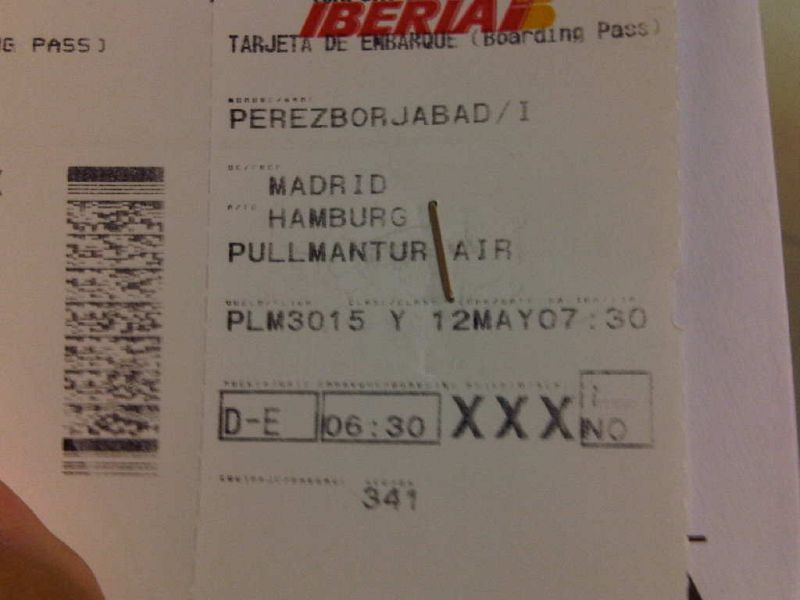 IBERIA
G PASS)
TARJETA DE EMBARQUE (Boarding Pass)
PEREZBORJABAD/I
MADRID
HAMBURG
PULLMANTUR AIR
PLM3015 Y 12MAY07:30
D-E 06:30 XXX NO
341